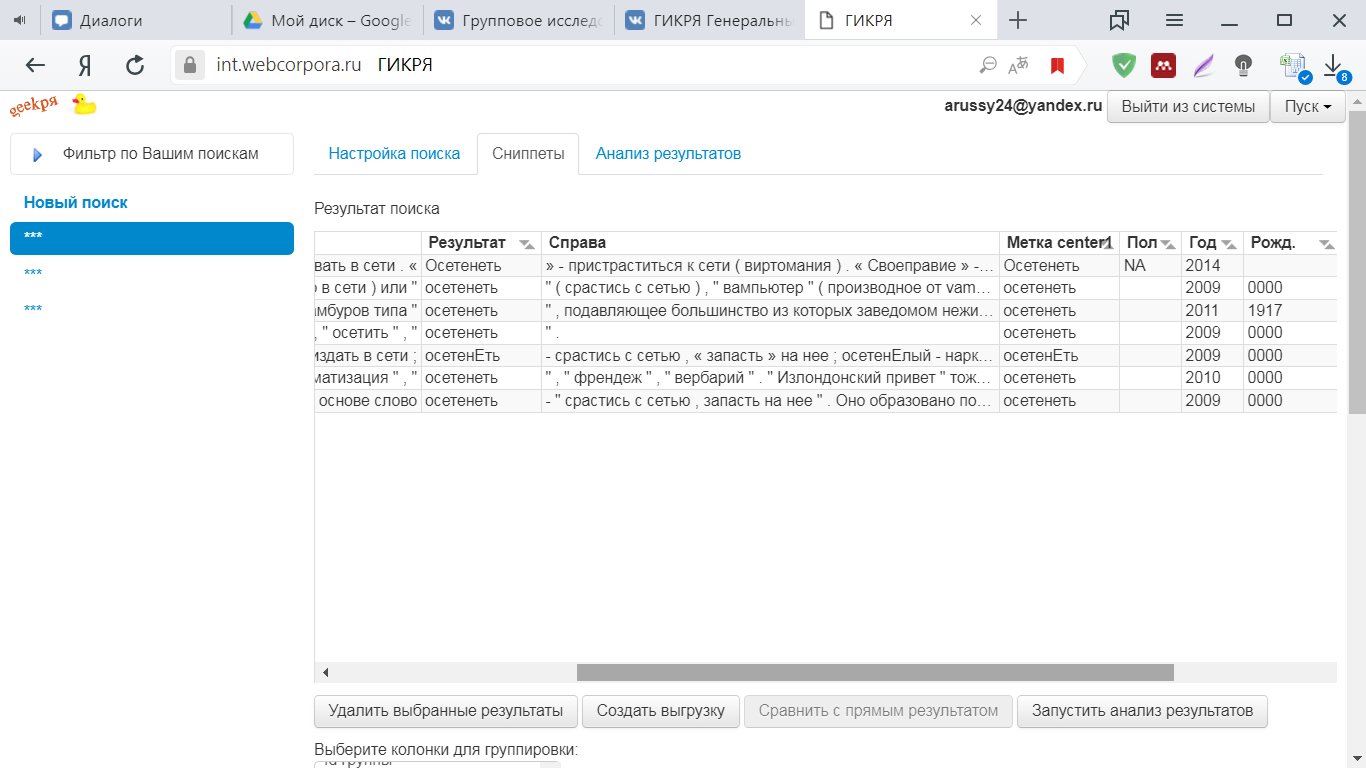 Диалоги Мой диск – Google Групповое исследо ГИКРЯ Генеральны ГИКРЯ
Я int.webcorpora.ru ГИКРЯ 8
geekря arussy24@yandex.ru Выйти из системы Пуск
Фильтр по Вашим поискам Настройка поиска Сниппеты Анализ результатов
Новый поиск
***
***
***
Результат поиска
Результат Справа Метка center1 Пол Год Рожд.
вать в сети . « Осетенеть » - пристраститься к сети ( виртомания ) . « Своеправие » -... Осетенеть NA 2014
о в сети ) или " осетенеть " ( срастись с сетью ) , " вампьютер " ( производное от vam... осетенеть 2009 0000
амбуров типа " осетенеть " , подавляющее большинство из которых заведомом нежи... осетенеть 2011 1917
, " осетить " , " осетенеть " . осетенеть 2009 0000
издать в сети ; осетенЕть - срастись с сетью , « запасть » на нее ; осетенЕлый - нарк... осетенЕть 2009 0000
матизация " , " осетенеть " , " френдеж " , " вербарий " . " Излондонский привет " тож... осетенеть 2010 0000
основе слово осетенеть - " срастись с сетью , запасть на нее " . Оно образовано по... осетенеть 2009 0000
Удалить выбранные результаты Создать выгрузку Сравнить с прямым результатом Запустить анализ результатов
Выберите колонки для группировки:
id группы